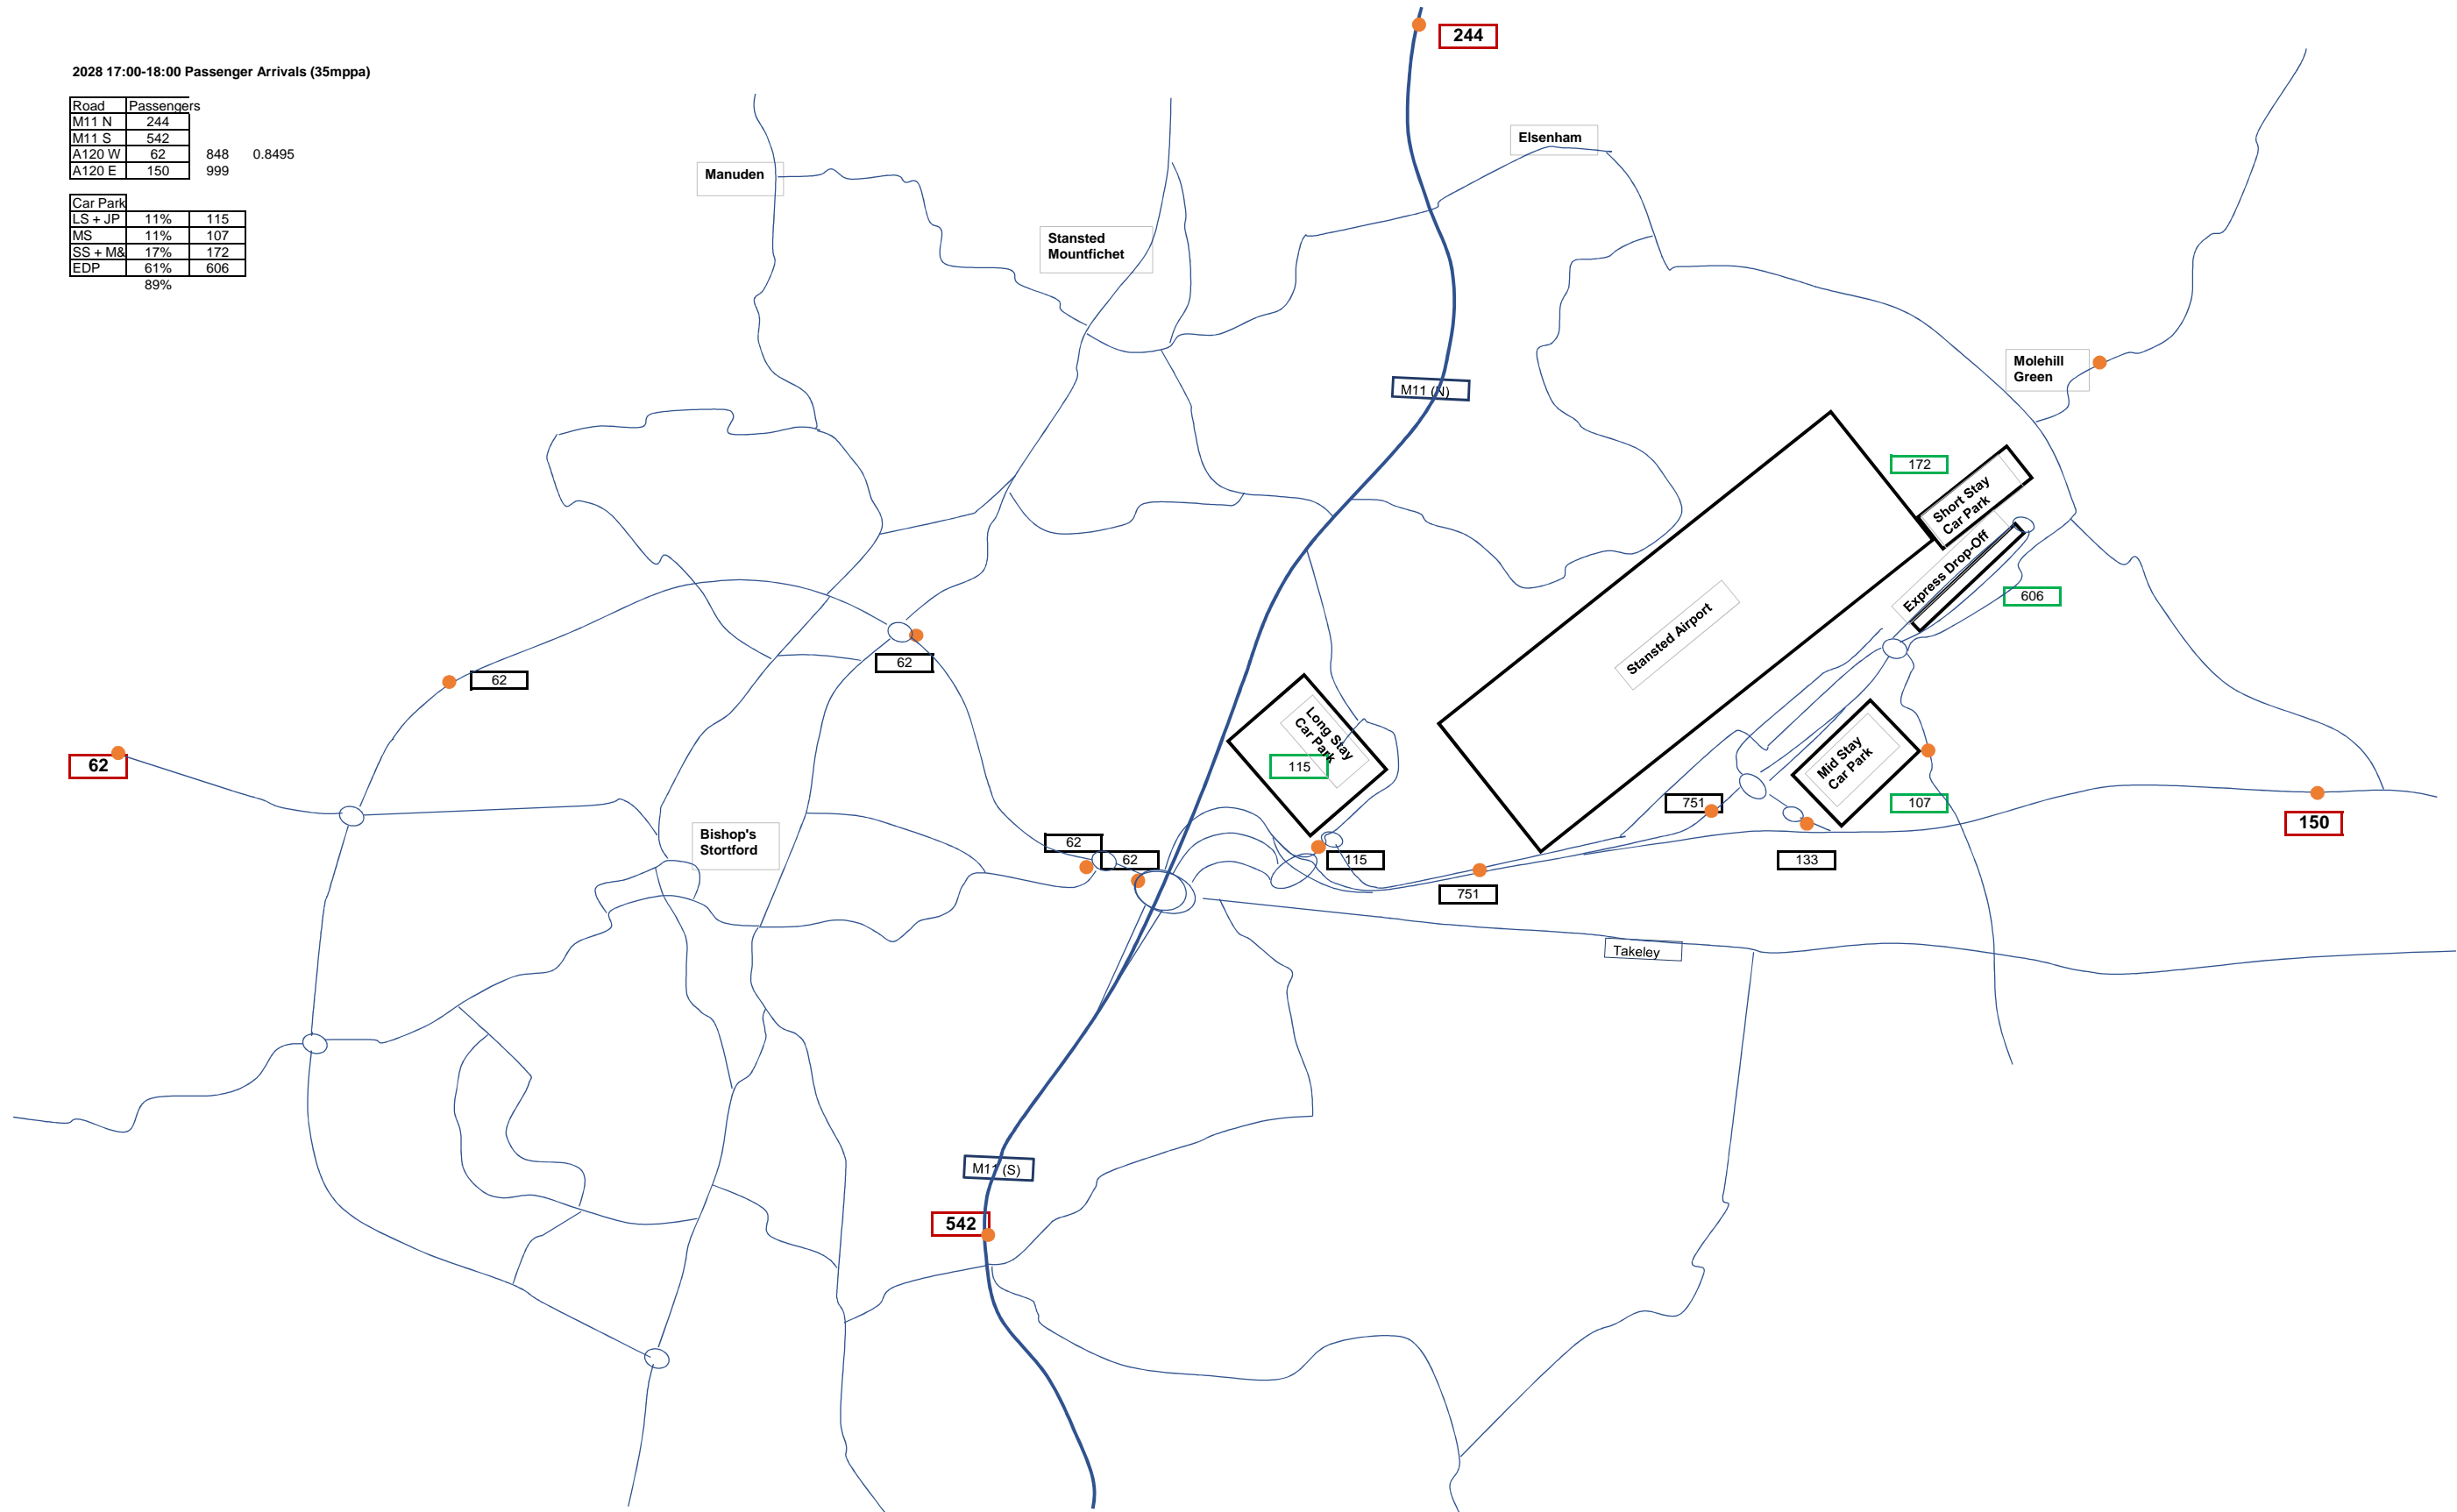 244
2028 17:00-18:00 Passenger Arrivals (35mppa)
Road Passengers
M11 N 244
M11 S 542
A120 W 62 848 0.8495
A120 E 150 999
Car Park
LS + JP 11% 115
MS 11% 107
SS + M& 17% 172
EDP 61% 606
89%
Elsenham
Manuden
Stansted
Mountfichet
Molehill
Green
M11 (N)
172
Short Stay
Car Park
Express Drop-Off
606
Stansted Airport
62
62
Long Stay
Car Park
115
Mid Stay
Car Park
62
751
107
150
Bishop's
Stortford
62
62
115
133
751
Takeley
M11 (S)
542